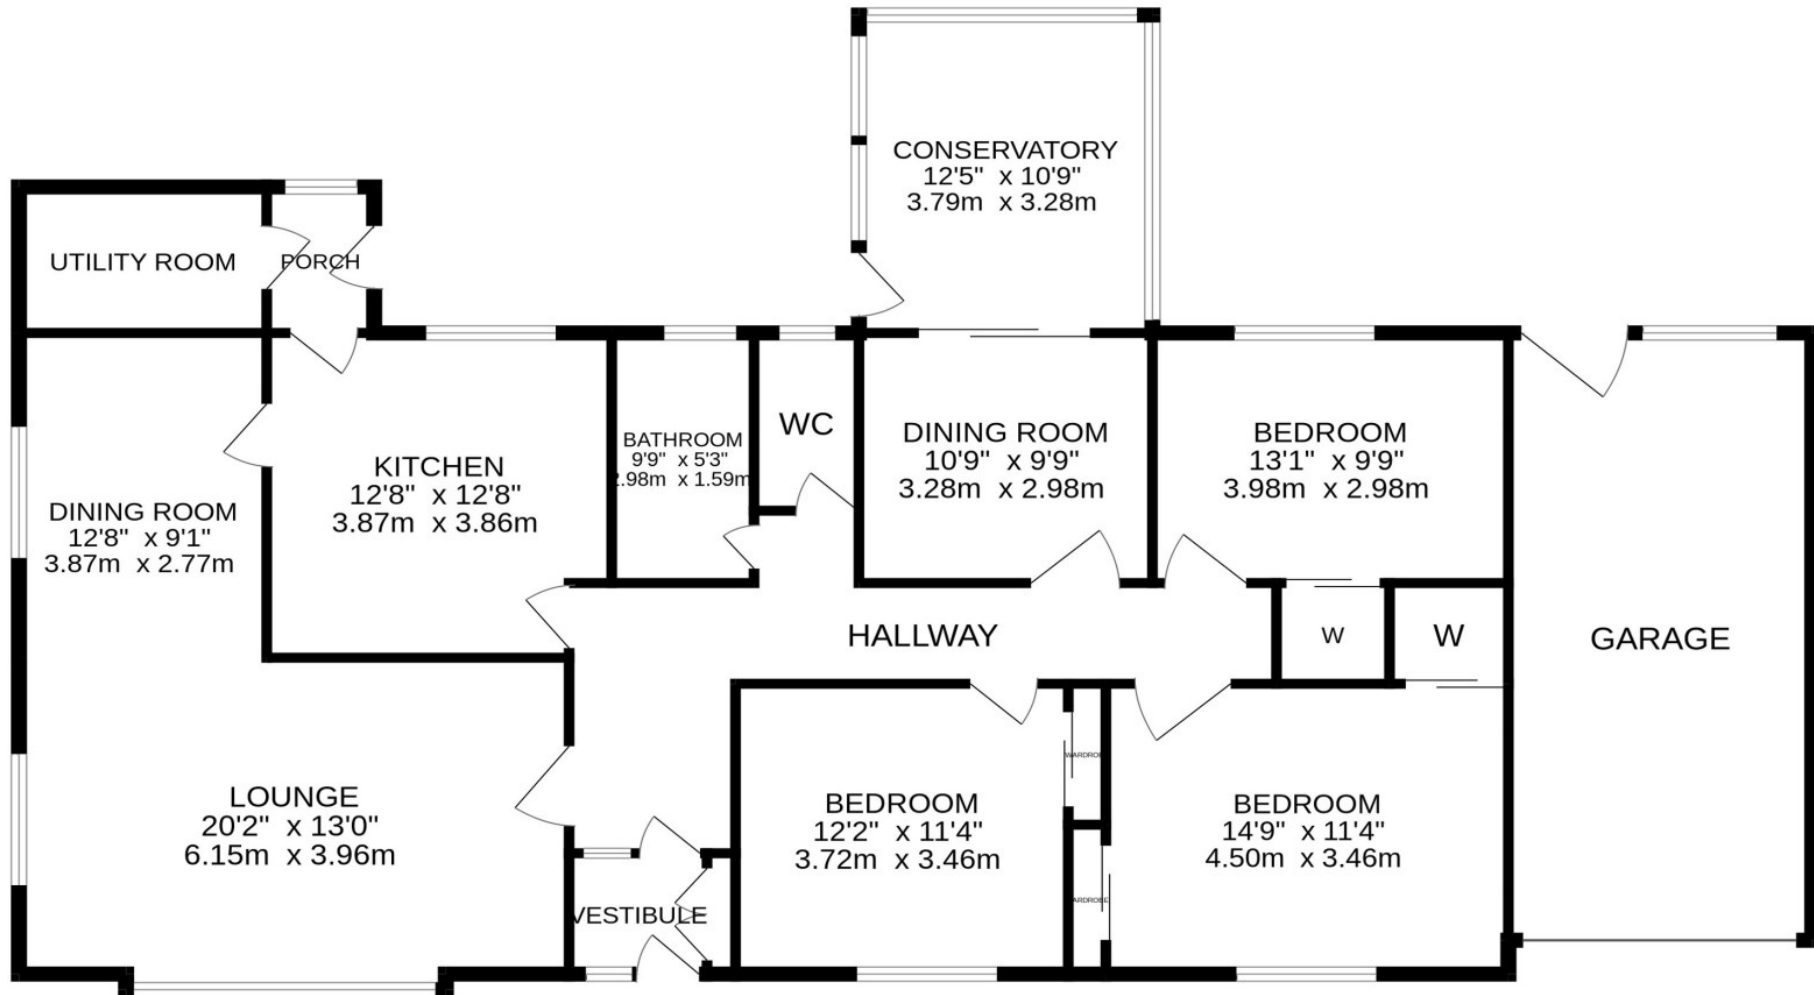 CONSERVATORY
12'5" x 10'9"
3.79m x 3.28m
UTILITY ROOM
PORCH
DINING ROOM
12'8" x 9'1"
3.87m x 2.77m
KITCHEN
12'8" x 12'8"
3.87m x 3.86m
BATHROOM
9'9" x 5'3"
2.98m x 1.59m
WC
DINING ROOM
10'9" x 9'9"
3.28m x 2.98m
BEDROOM
13'1" x 9'9"
3.98m x 2.98m
HALLWAY
W
W
GARAGE
LOUNGE
20'2" x 13'0"
6.15m x 3.96m
VESTIBULE
BEDROOM
12'2" x 11'4"
3.72m x 3.46m
WARDROBE
WARDROBE
BEDROOM
14'9" x 11'4"
4.50m x 3.46m